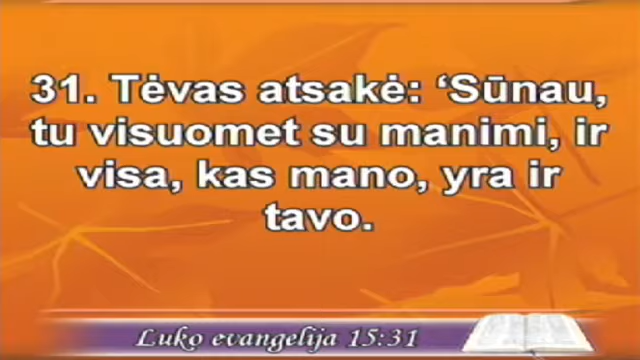 31. Tėvas atsakė: ‘Sūnau,
tu visuomet su manimi, ir
visa, kas mano, yra ir
tavo.
Luko evangelija 15:31